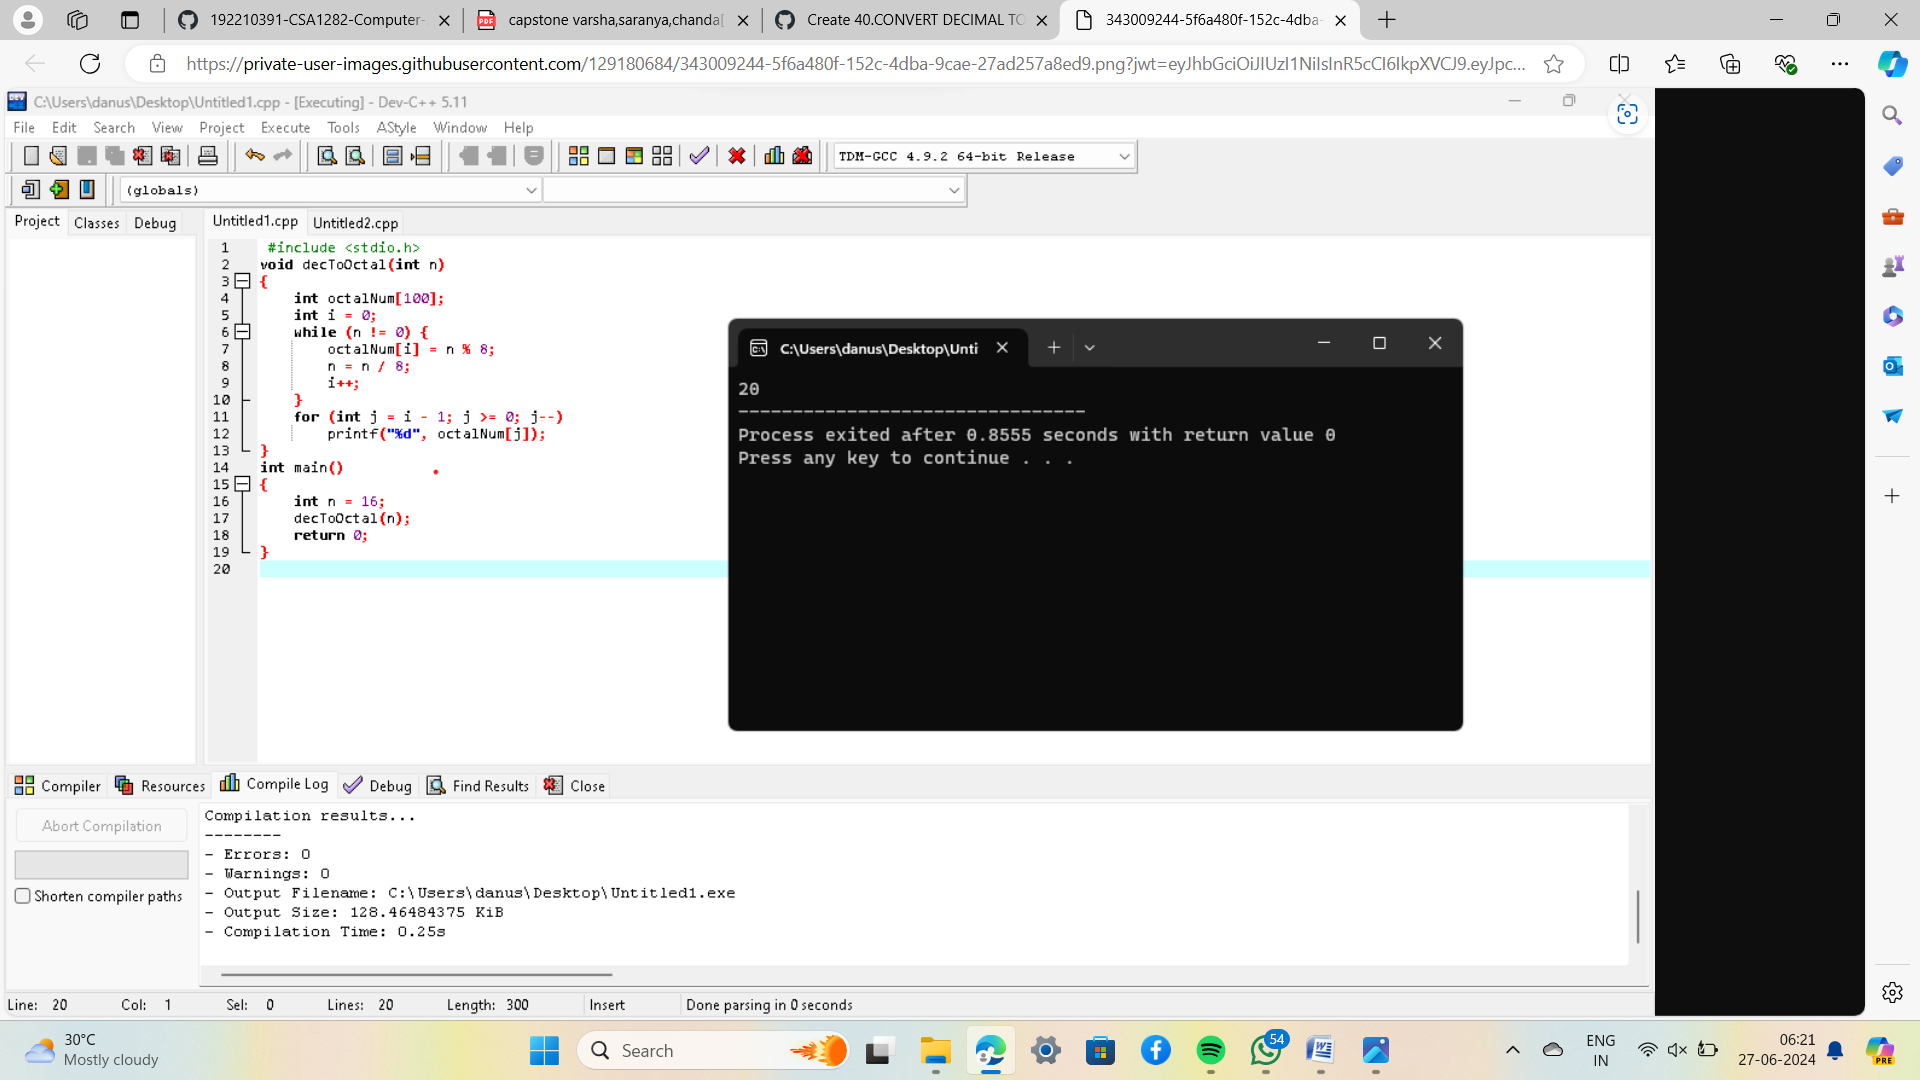 192210391-CSA1282-Computer-
capstone varsha,saranya,chanda
Create 40.CONVERT DECIMAL TO
343009244-5f6a480f-152c-4dba-
https://private-user-images.githubusercontent.com/129180684/343009244-5f6a480f-152c-4dba-9cae-27ad257a8ed9.png?jwt=eyJhbGciOiJIUzI1NiIsInR5cCI6IkpXVCJ9.eyJpc...
C:\Users\danus\Desktop\Untitled1.cpp - [Executing] - Dev-C++ 5.11
File Edit Search View Project Execute Tools AStyle Window Help
TDM-GCC 4.9.2 64-bit Release
(globals)
Project Classes Debug
Untitled1.cpp Untitled2.cpp
1 #include <stdio.h>
2 void decToOctal(int n)
3 {
4 int octalNum[100];
5 int i = 0;
6 while (n != 0) {
7 octalNum[i] = n % 8;
8 n = n / 8;
9 i++;
10 }
11 for (int j = i - 1; j >= 0; j--)
12 printf("%d", octalNum[j]);
13 }
14 int main()
15 {
16 int n = 16;
17 decToOctal(n);
18 return 0;
19 }
20
C:\Users\danus\Desktop\Unti
20
--------------------------------
Process exited after 0.8555 seconds with return value 0
Press any key to continue . . .
Compiler Resources Compile Log Debug Find Results Close
Abort Compilation
Shorten compiler paths
Compilation results...
--------
- Errors: 0
- Warnings: 0
- Output Filename: C:\Users\danus\Desktop\Untitled1.exe
- Output Size: 128.46484375 KiB
- Compilation Time: 0.25s
Line: 20 Col: 1 Sel: 0 Lines: 20 Length: 300 Insert Done parsing in 0 seconds
30°C
Mostly cloudy
Search
54
ENG
IN
06:21
27-06-2024
PRE